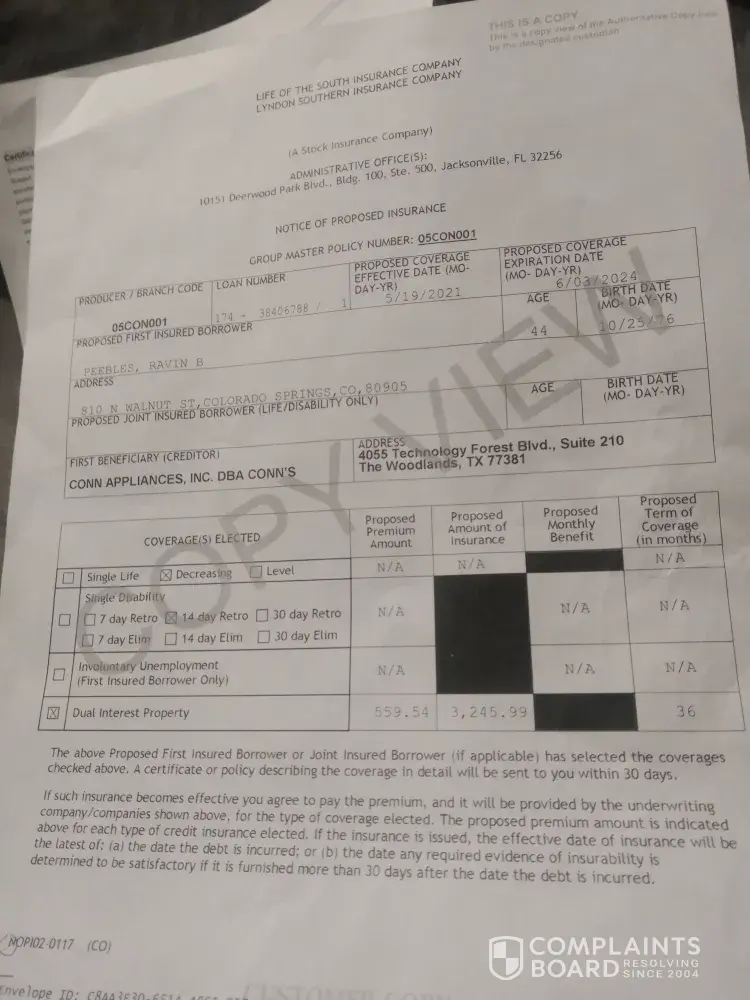 THIS IS A COPY
This is a copy view of the Authoritative Copy held
by the designated custodian
LIFE OF THE SOUTH INSURANCE COMPANY
LYNDON SOUTHERN INSURANCE COMPANY
(A Stock Insurance Company)
ADMINISTRATIVE OFFICE(S):
10151 Deerwood Park Blvd., Bldg. 100, Ste. 500, Jacksonville, FL 32256
NOTICE OF PROPOSED INSURANCE
GROUP MASTER POLICY NUMBER: 05CON001
PRODUCER / BRANCH CODE
05CON001
LOAN NUMBER
174 - 38406788 / 1
PROPOSED COVERAGE
EFFECTIVE DATE (MO-
DAY-YR)
5/19/2021
PROPOSED COVERAGE
EXPIRATION DATE
(MO- DAY-YR)
6/03/2024
PROPOSED FIRST INSURED BORROWER
PEEBLES, RAVIN B
AGE
44
BIRTH DATE
(MO- DAY-YR)
10/25/76
ADDRESS
810 N WALNUT ST,COLORADO SPRINGS,CO,80905
PROPOSED JOINT INSURED BORROWER (LIFE/DISABILITY ONLY)
AGE
BIRTH DATE
(MO- DAY-YR)
FIRST BENEFICIARY (CREDITOR)
CONN APPLIANCES, INC. DBA CONN'S
ADDRESS
4055 Technology Forest Blvd., Suite 210
The Woodlands, TX 77381
COPY VIEW
COVERAGE(S) ELECTED
Proposed
Premium
Amount
Proposed
Amount of
Insurance
Proposed
Monthly
Benefit
Proposed
Term of
Coverage
(in months)
☐ Single Life ☒ Decreasing ☐ Level N/A N/A N/A
Single Disability
☐ ☐ 7 day Retro ☒ 14 day Retro ☐ 30 day Retro N/A N/A N/A
☐ 7 day Elim ☐ 14 day Elim ☐ 30 day Elim
☐ Involuntary Unemployment N/A N/A N/A
(First Insured Borrower Only)
☒ Dual Interest Property 559.54 3,245.99 36
The above Proposed First Insured Borrower or Joint Insured Borrower (if applicable) has selected the coverages
checked above. A certificate or policy describing the coverage in detail will be sent to you within 30 days.
If such insurance becomes effective you agree to pay the premium, and it will be provided by the underwriting
company/companies shown above, for the type of coverage elected. The proposed premium amount is indicated
above for each type of credit insurance elected. If the insurance is issued, the effective date of insurance will be
the latest of: (a) the date the debt is incurred; or (b) the date any required evidence of insurability is
determined to be satisfactory if it is furnished more than 30 days after the date the debt is incurred.
NOPI02-0117 (CO)
Envelope ID:
CUSTOMER COPY
COMPLAINTS
BOARD RESOLVING
SINCE 2004